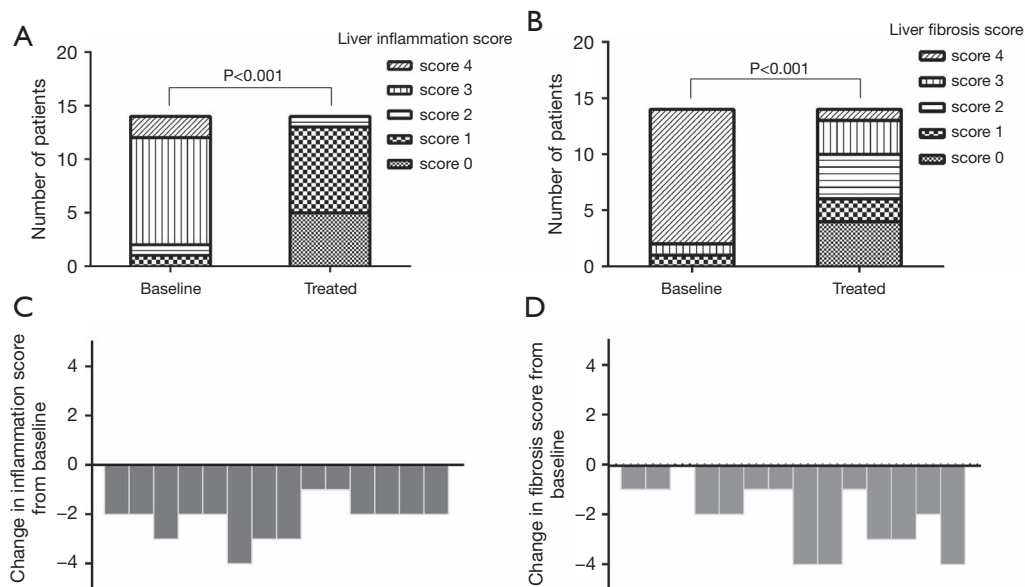 A
Liver inflammation score
20
15
10
5
0
Number of patients
P<0.001
score 4
score 3
score 2
score 1
score 0
Baseline
Treated
B
Liver fibrosis score
20
15
10
5
0
Number of patients
P<0.001
score 4
score 3
score 2
score 1
score 0
Baseline
Treated
C
Change in inflammation score
from baseline
4
2
0
−2
−4
D
Change in fibrosis score from
baseline
4
2
0
−2
−4